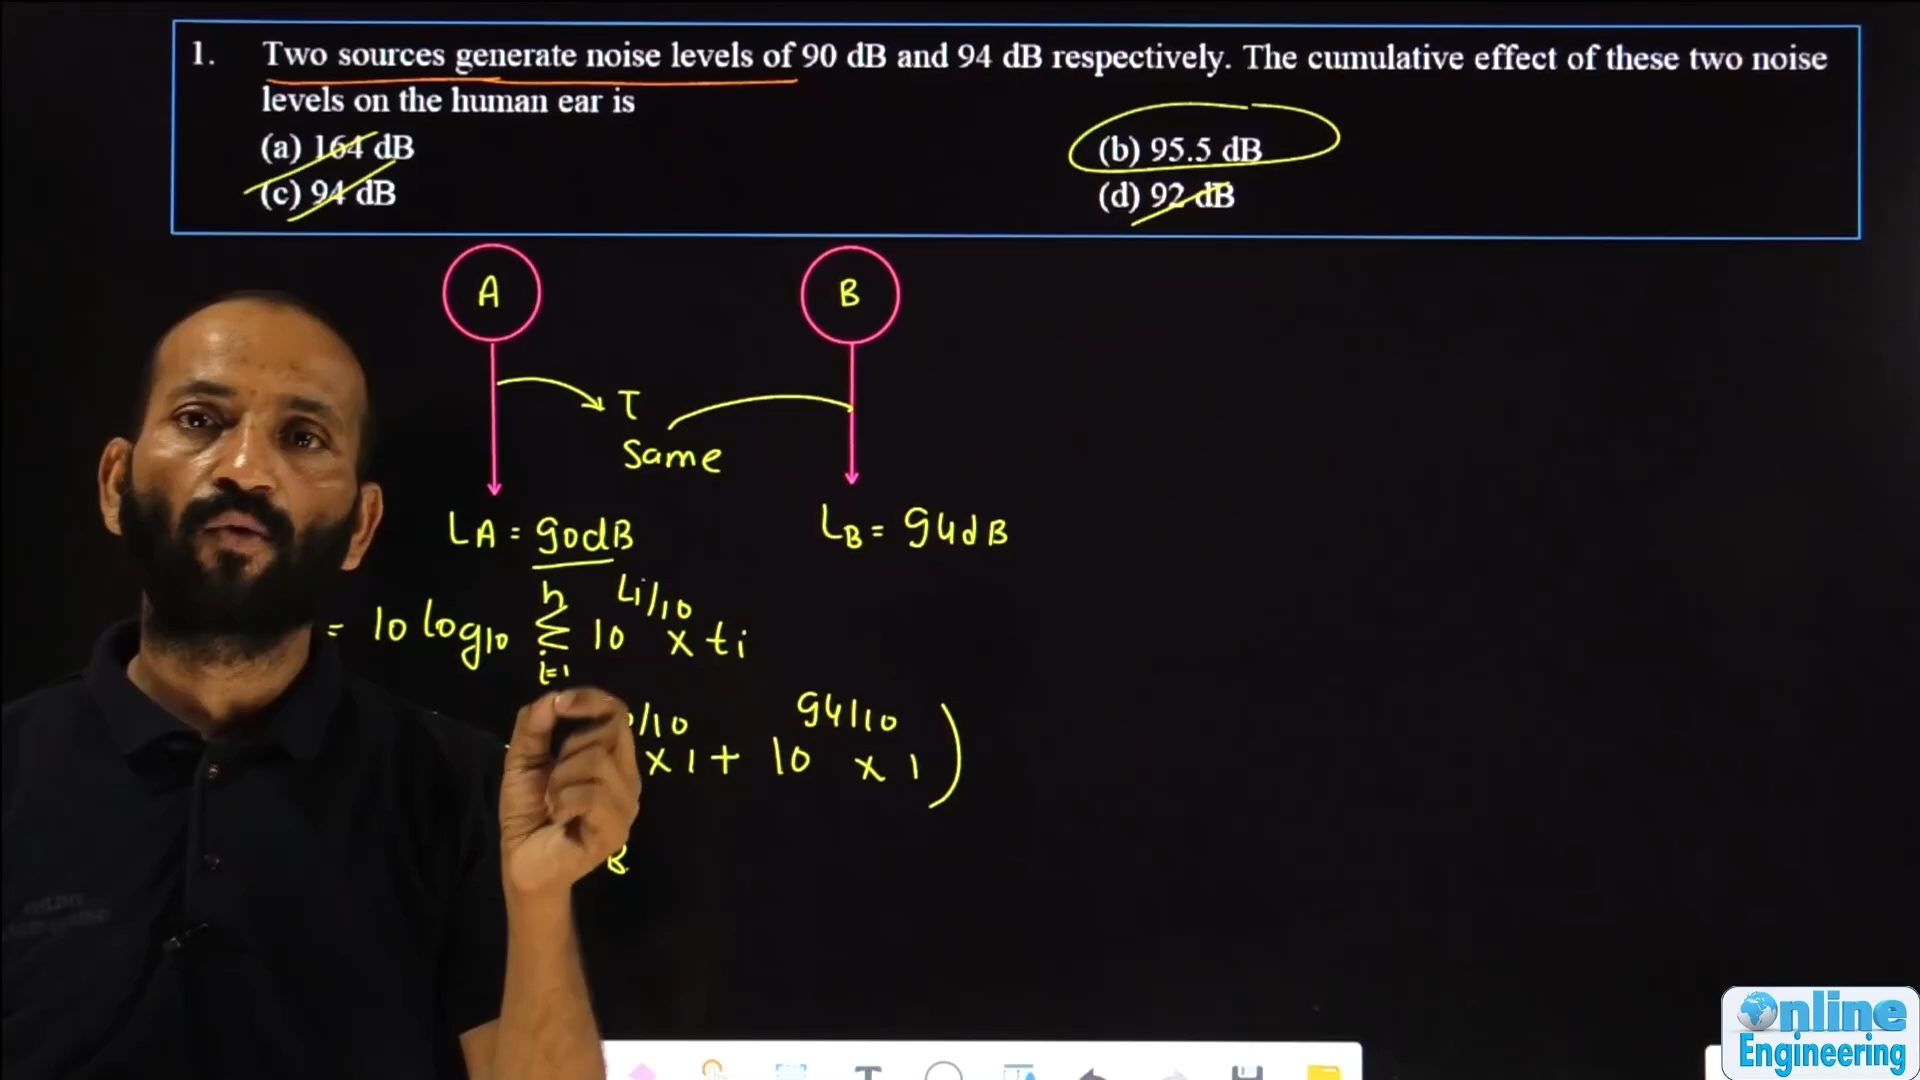 1. Two sources generate noise levels of 90 dB and 94 dB respectively. The cumulative effect of these two noise
levels on the human ear is
(a) 164 dB (b) 95.5 dB
(c) 94 dB (d) 92 dB
A B
T
Same
LA = 90dB LB = 94dB
= 10 log10 n Σ i=1 10 Li/10 x ti
/10 x 1 + 10 94/10 x 1 )
B
Online
Engineering